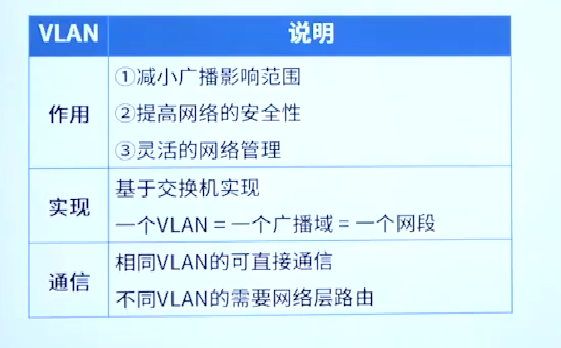 VLAN 说明
作用
①减小广播影响范围
②提高网络的安全性
③灵活的网络管理
实现
基于交换机实现
一个VLAN = 一个广播域 = 一个网段
通信
相同VLAN的可直接通信
不同VLAN的需要网络层路由